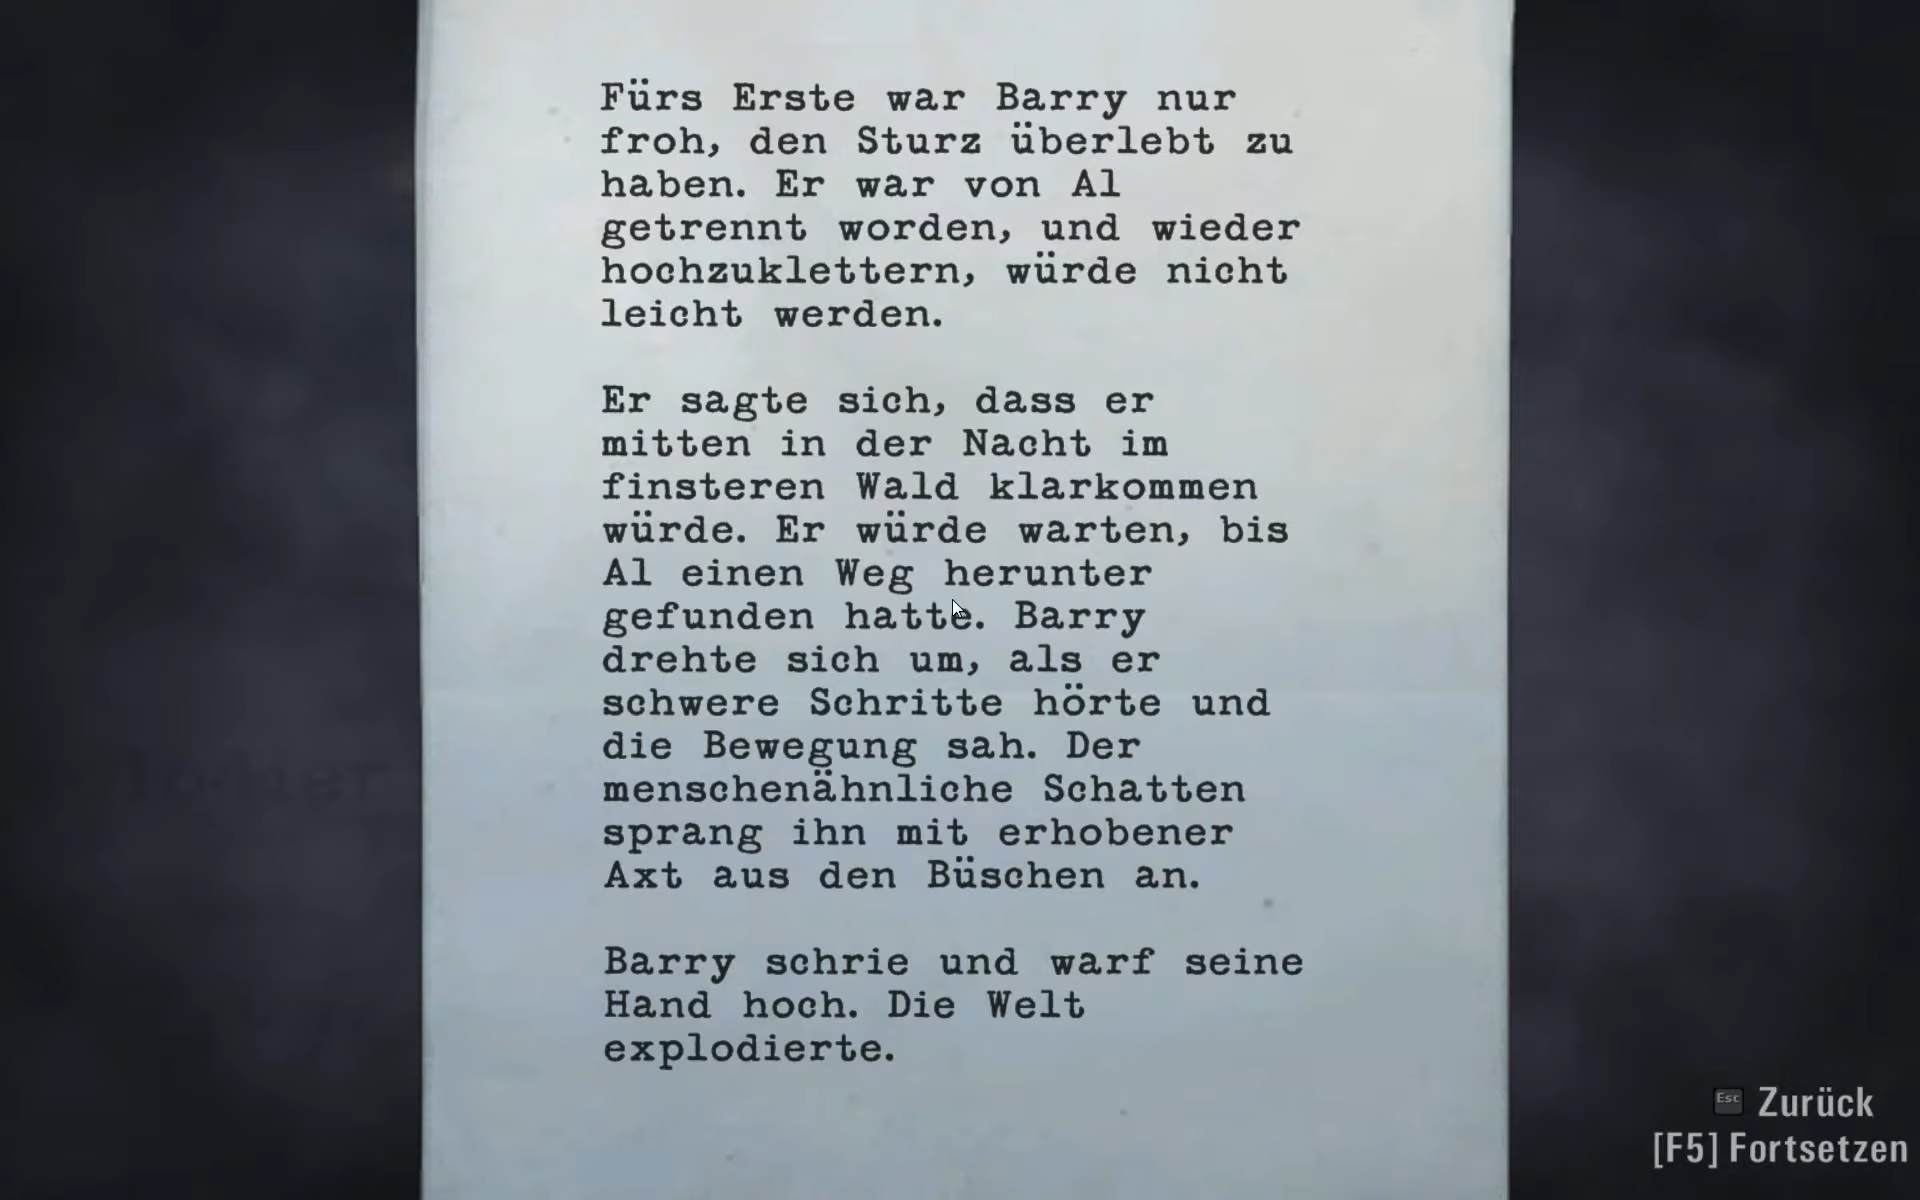 Fürs Erste war Barry nur
froh, den Sturz überlebt zu
haben. Er war von Al
getrennt worden, und wieder
hochzuklettern, würde nicht
leicht werden.
Er sagte sich, dass er
mitten in der Nacht im
finsteren Wald klarkommen
würde. Er würde warten, bis
Al einen Weg herunter
gefunden hatte. Barry
drehte sich um, als er
schwere Schritte hörte und
die Bewegung sah. Der
menschenähnliche Schatten
sprang ihn mit erhobener
Axt aus den Büschen an.
Barry schrie und warf seine
Hand hoch. Die Welt
explodierte.
Esc Zurück
[F5] Fortsetzen